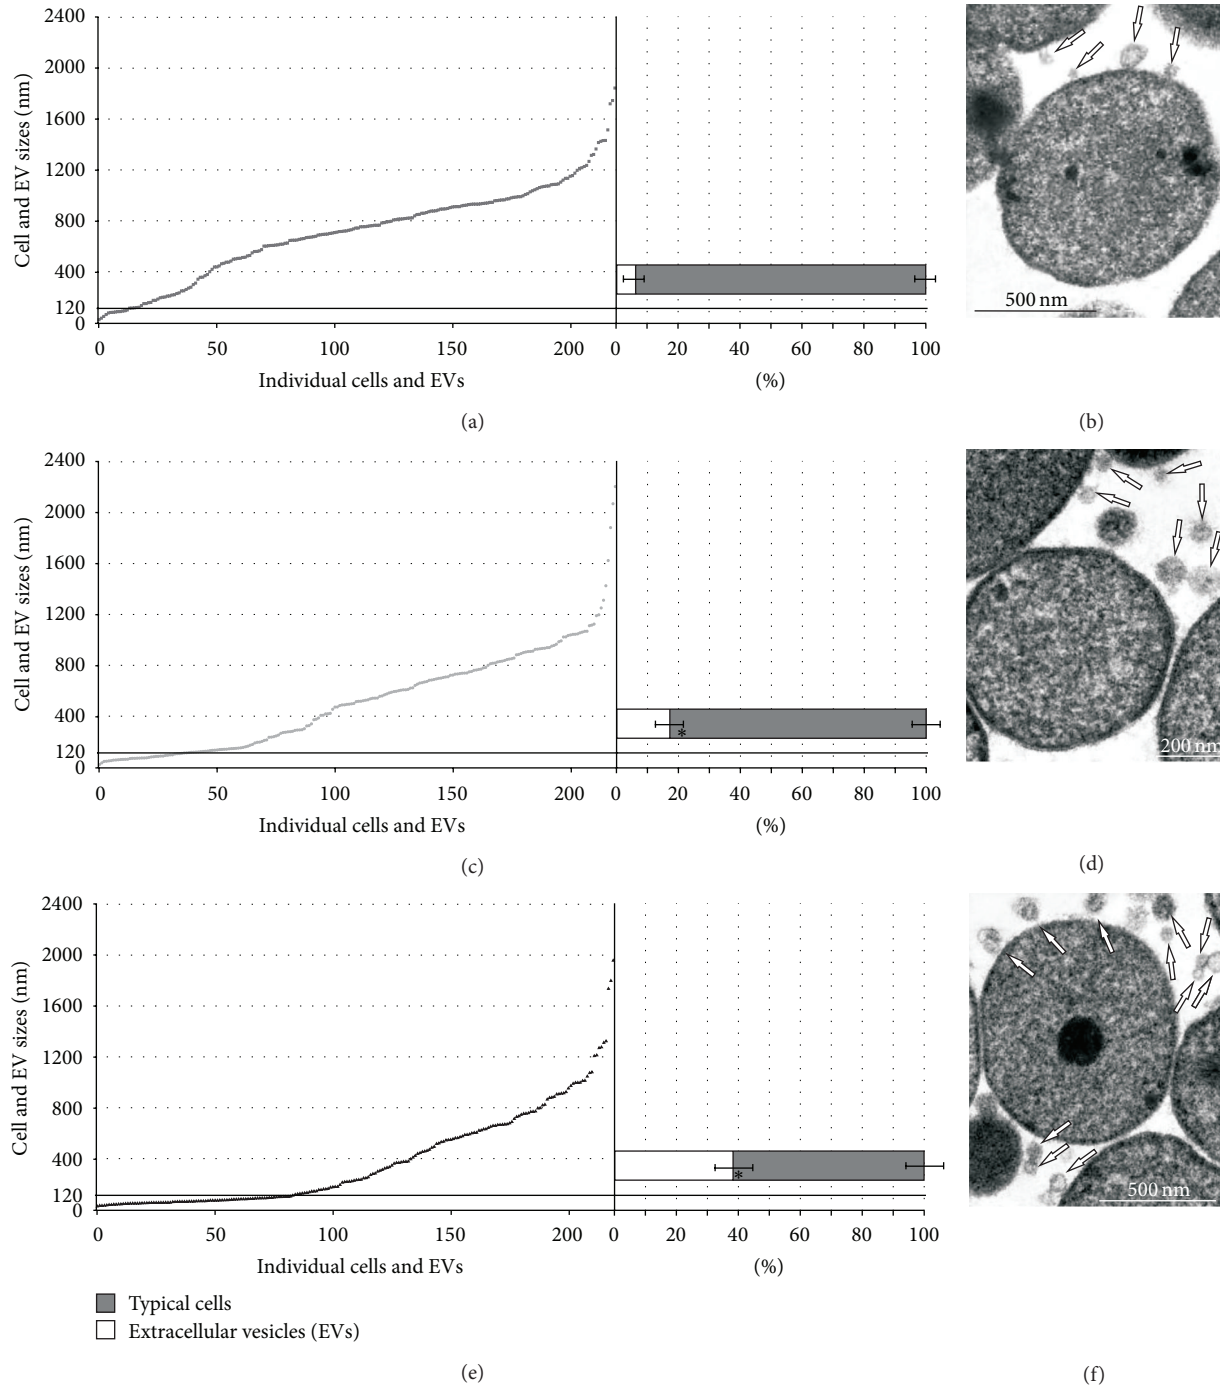 2400
2000
1600
1200
800
400
120
0
Cell and EV sizes (nm)
0 50 100 150 200
Individual cells and EVs
0 20 40 60 80 100
(%)
(a)
500 nm
(b)
2400
2000
1600
1200
800
400
120
0
Cell and EV sizes (nm)
*
0 50 100 150 200
Individual cells and EVs
0 20 40 60 80 100
(%)
(c)
200 nm
(d)
2400
2000
1600
1200
800
400
120
0
Cell and EV sizes (nm)
*
0 50 100 150 200
Individual cells and EVs
0 20 40 60 80 100
(%)
Typical cells
Extracellular vesicles (EVs)
(e)
500 nm
(f)